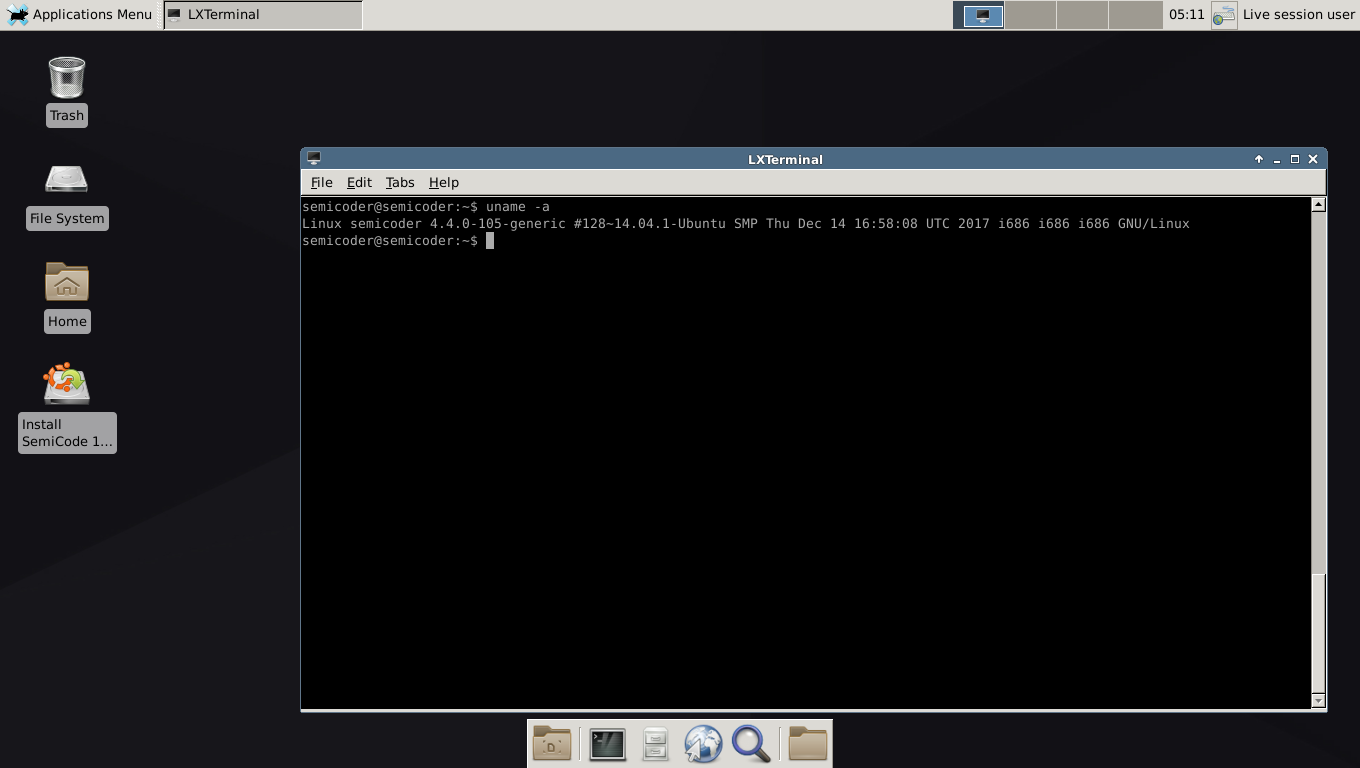 Applications Menu
LXTerminal
05:11
Live session user
Trash
File System
Home
Install
SemiCode 1...
LXTerminal
File Edit Tabs Help
semicoder@semicoder:~$ uname -a
Linux semicoder 4.4.0-105-generic #128~14.04.1-Ubuntu SMP Thu Dec 14 16:58:08 UTC 2017 i686 i686 i686 GNU/Linux
semicoder@semicoder:~$
D